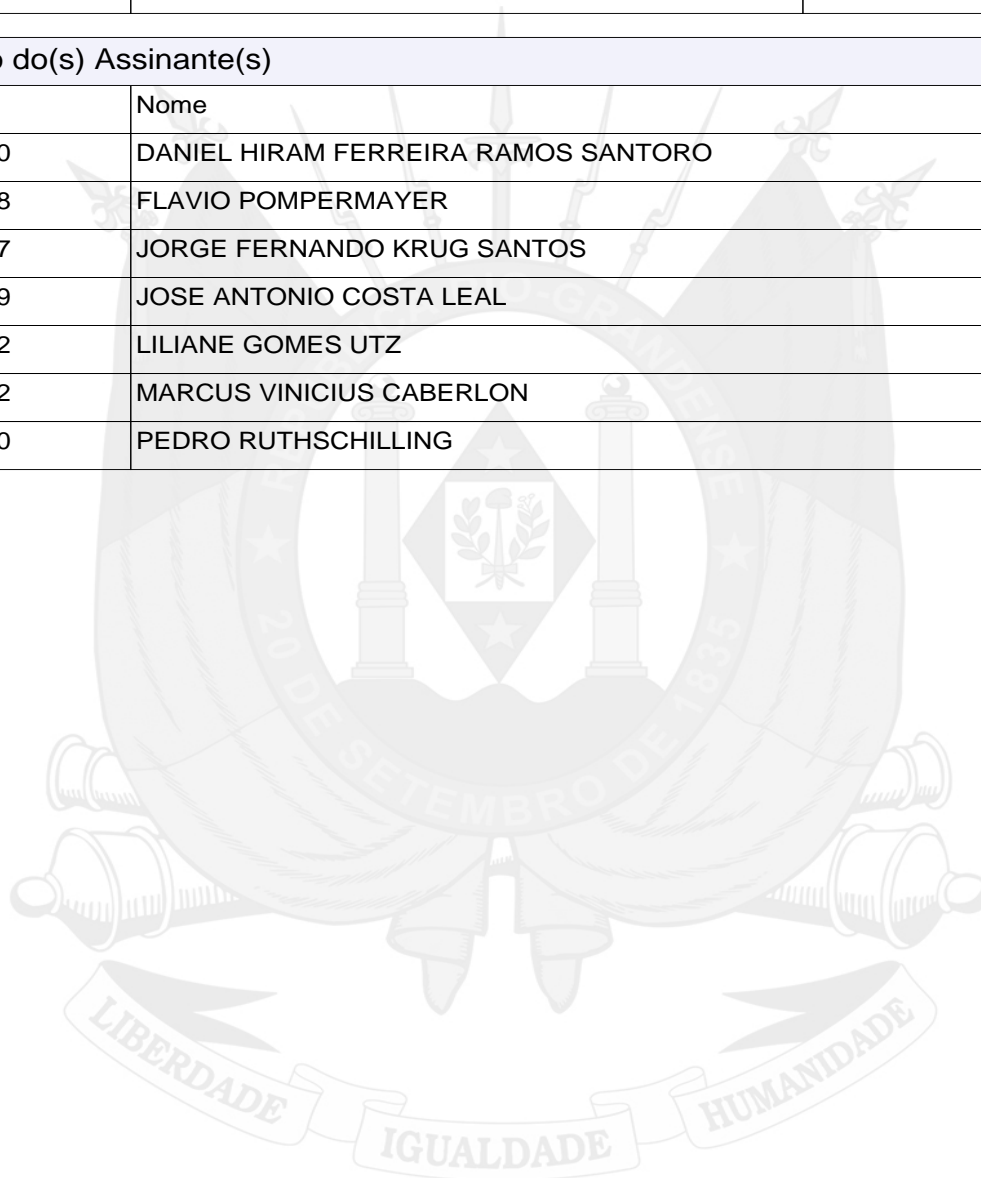 o do(s) Assinante(s)
Nome
0 DANIEL HIRAM FERREIRA RAMOS SANTORO
8 FLAVIO POMPERMAYER
7 JORGE FERNANDO KRUG SANTOS
9 JOSE ANTONIO COSTA LEAL
2 LILIANE GOMES UTZ
2 MARCUS VINICIUS CABERLON
0 PEDRO RUTHSCHILLING
20 DE SETEMBRO DE 1835
LIBERDADE
IGUALDADE
HUMANIDADE